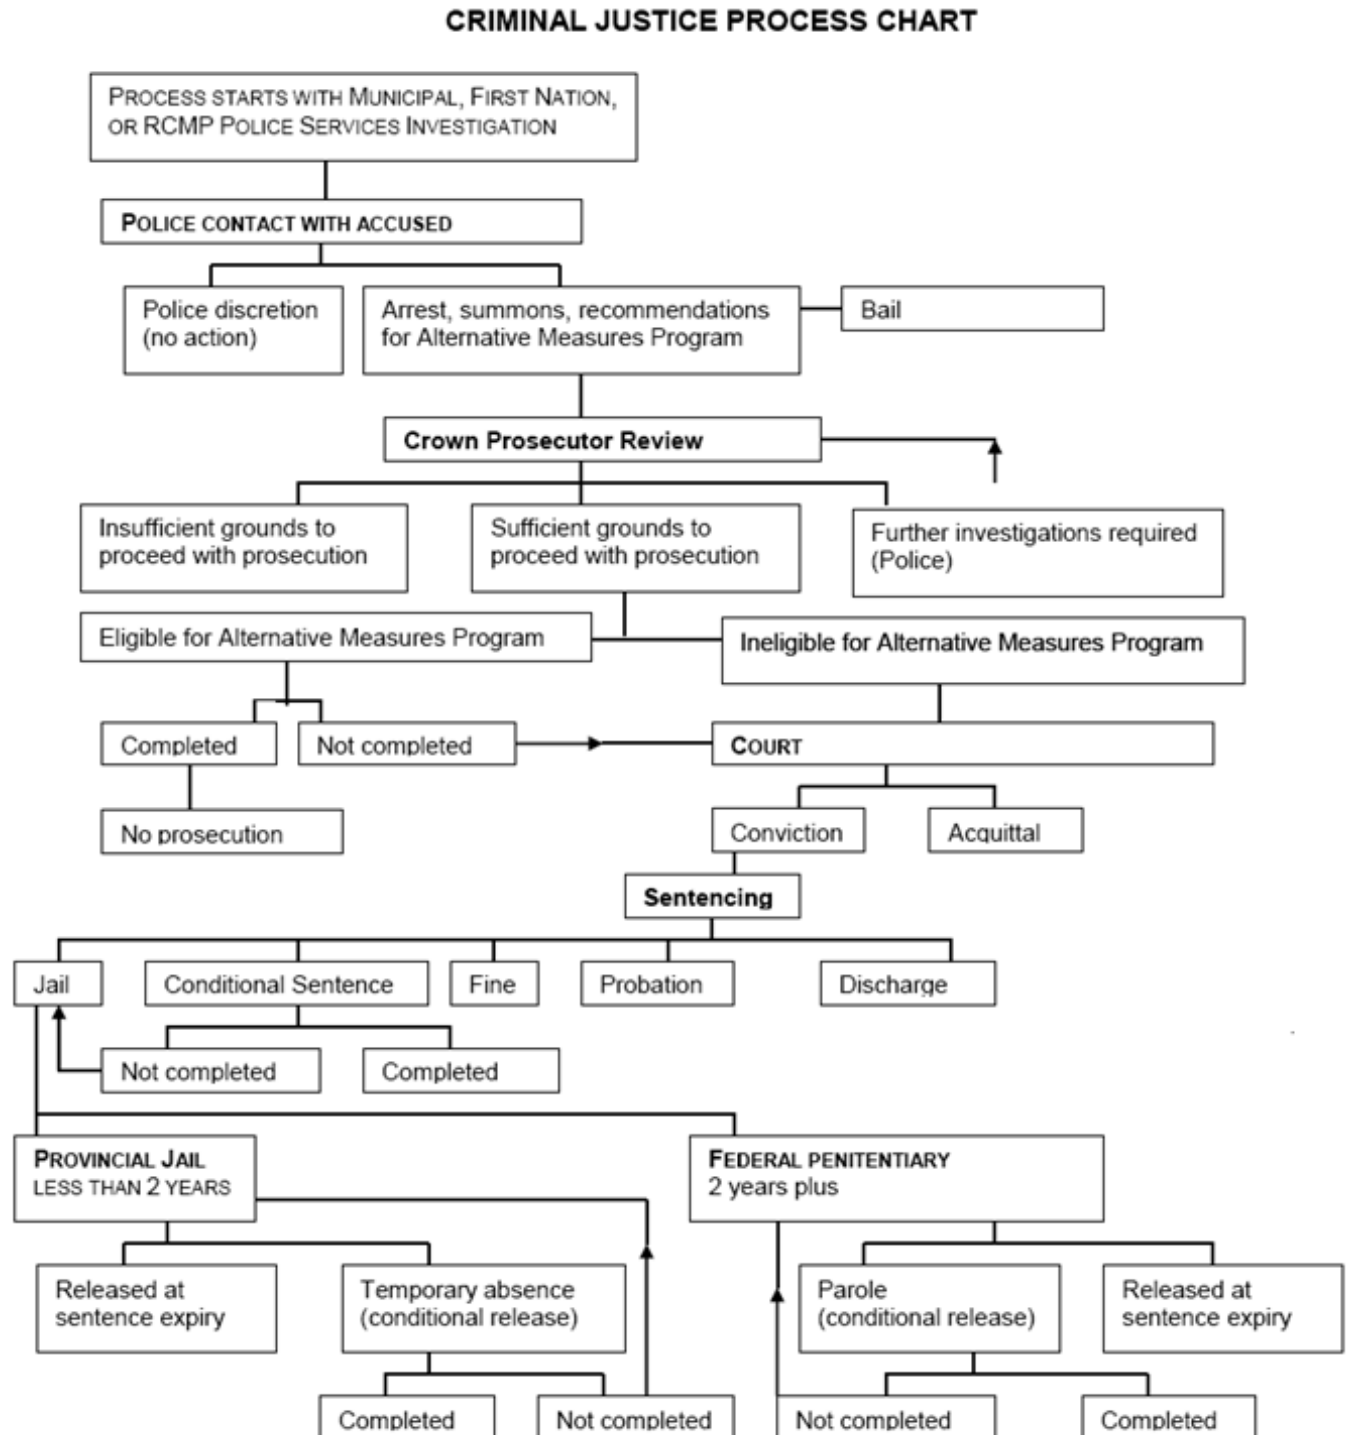 CRIMINAL JUSTICE PROCESS CHART
PROCESS STARTS WITH MUNICIPAL, FIRST NATION,
OR RCMP POLICE SERVICES INVESTIGATION
POLICE CONTACT WITH ACCUSED
Police discretion
(no action)
Arrest, summons, recommendations
for Alternative Measures Program
Bail
Crown Prosecutor Review
Insufficient grounds to
proceed with prosecution
Sufficient grounds to
proceed with prosecution
Further investigations required
(Police)
Eligible for Alternative Measures Program
Ineligible for Alternative Measures Program
Completed
Not completed
COURT
No prosecution
Conviction
Acquittal
Sentencing
Jail
Conditional Sentence
Fine
Probation
Discharge
Not completed
Completed
PROVINCIAL JAIL
LESS THAN 2 YEARS
FEDERAL PENITENTIARY
2 years plus
Released at
sentence expiry
Temporary absence
(conditional release)
Parole
(conditional release)
Released at
sentence expiry
Completed
Not completed
Not completed
Completed